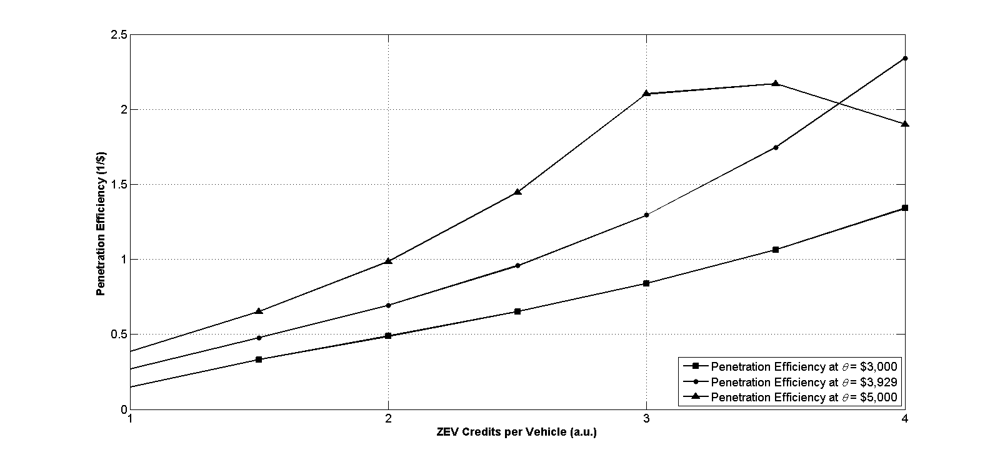 2.5
2
1.5
1
0.5
0
Penetration Efficiency (1/$)
1
2
3
4
ZEV Credits per Vehicle (a.u.)
Penetration Efficiency at θ = $3,000
Penetration Efficiency at θ = $3,929
Penetration Efficiency at θ = $5,000